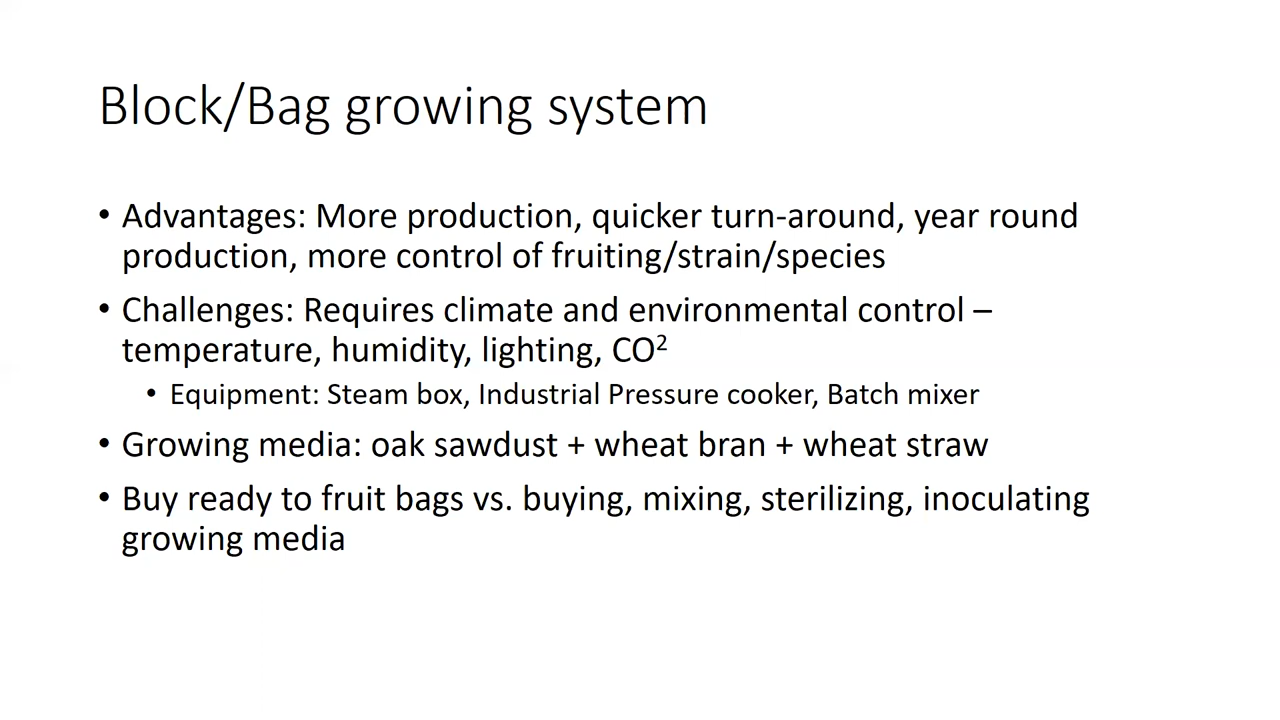 Block/Bag growing system
• Advantages: More production, quicker turn-around, year round
production, more control of fruiting/strain/species
• Challenges: Requires climate and environmental control –
temperature, humidity, lighting, CO²
• Equipment: Steam box, Industrial Pressure cooker, Batch mixer
• Growing media: oak sawdust + wheat bran + wheat straw
• Buy ready to fruit bags vs. buying, mixing, sterilizing, inoculating
growing media